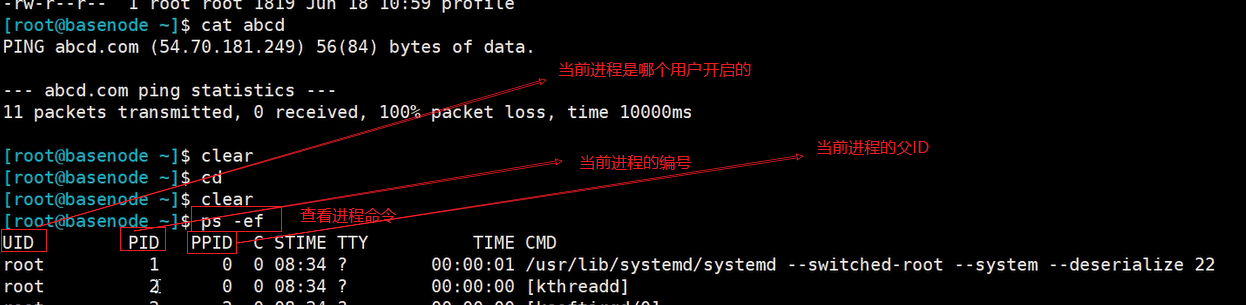 -rw-r--r-- 1 root root 1819 Jun 18 10:59 profile
[root@basenode ~]$ cat abcd
PING abcd.com (54.70.181.249) 56(84) bytes of data.
当前进程是哪个用户开启的
--- abcd.com ping statistics ---
11 packets transmitted, 0 received, 100% packet loss, time 10000ms
当前进程的父ID
[root@basenode ~]$ clear
当前进程的编号
[root@basenode ~]$ cd
[root@basenode ~]$ clear
[root@basenode ~]$ ps -ef 查看进程命令
UID PID PPID C STIME TTY TIME CMD
root 1 0 0 08:34 ? 00:00:01 /usr/lib/systemd/systemd --switched-root --system --deserialize 22
root 2 0 0 08:34 ? 00:00:00 [kthreadd]